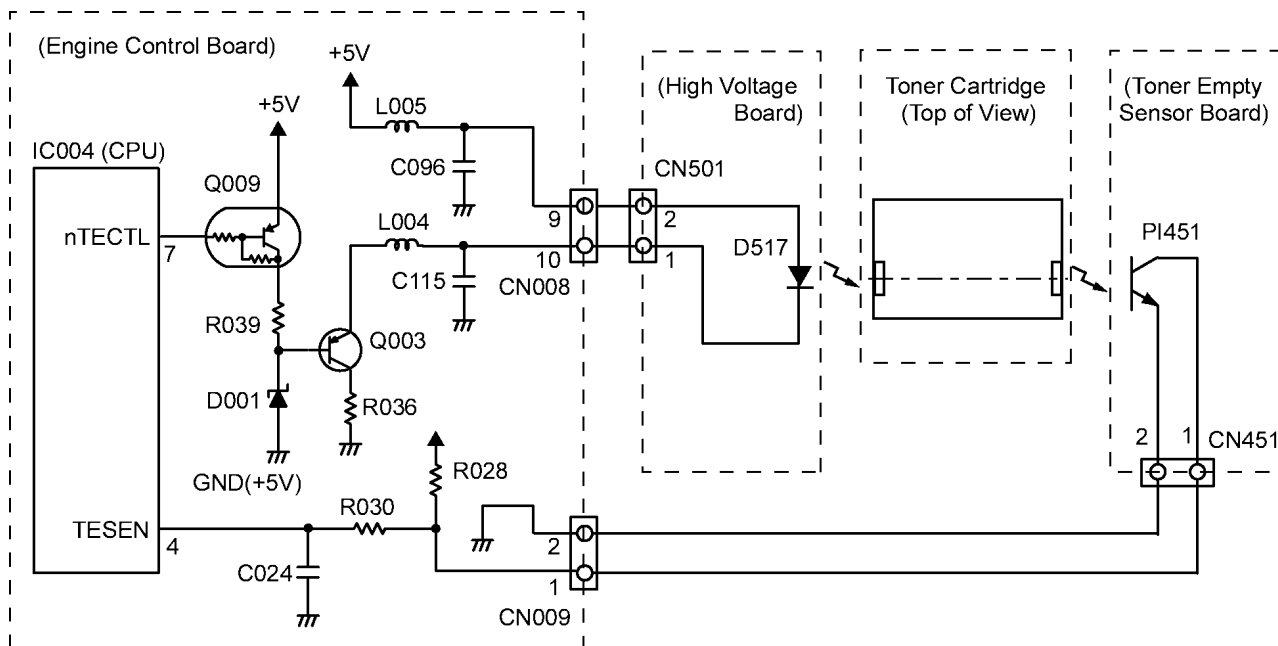 (Engine Control Board)
+5V
+5V
L005
C096
IC004 (CPU)
Q009
nTECTL
7
L004
C115
9
10
CN008
R039
Q003
D001
R036
GND(+5V)
R028
R030
TESEN
4
C024
2
1
CN009
(High Voltage
Board)
CN501
2
1
D517
Toner Cartridge
(Top of View)
(Toner Empty
Sensor Board)
PI451
2
1
CN451